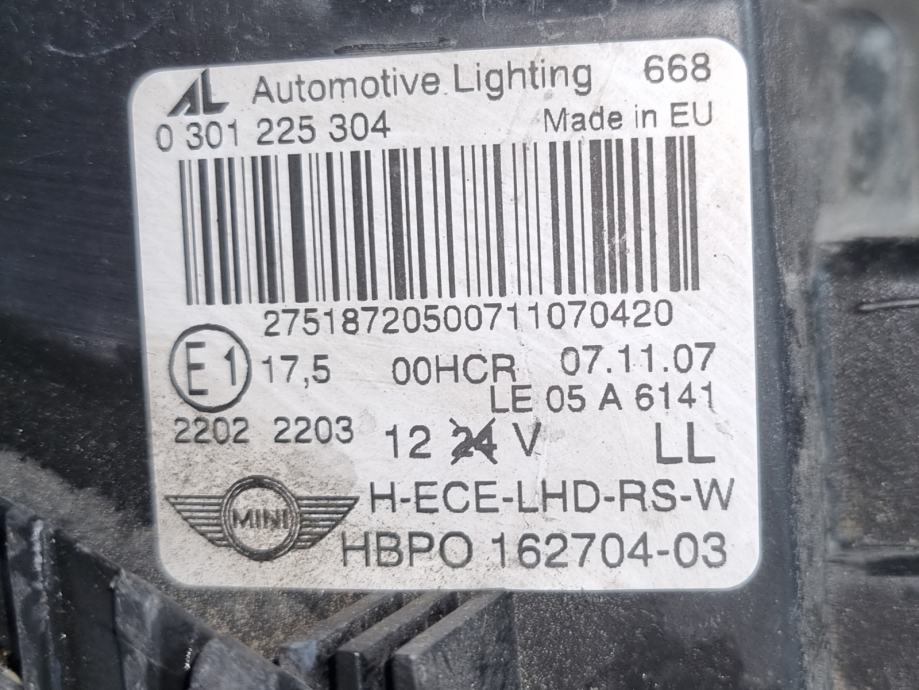 AL Automotive Lighting 668
0 301 225 304 Made in EU
27518720500711070420
E1 17,5 00HCR 07.11.07
LE 05 A 6141
2202 2203 12 24 V LL
MINI H-ECE-LHD-RS-W
HBPO 162704-03